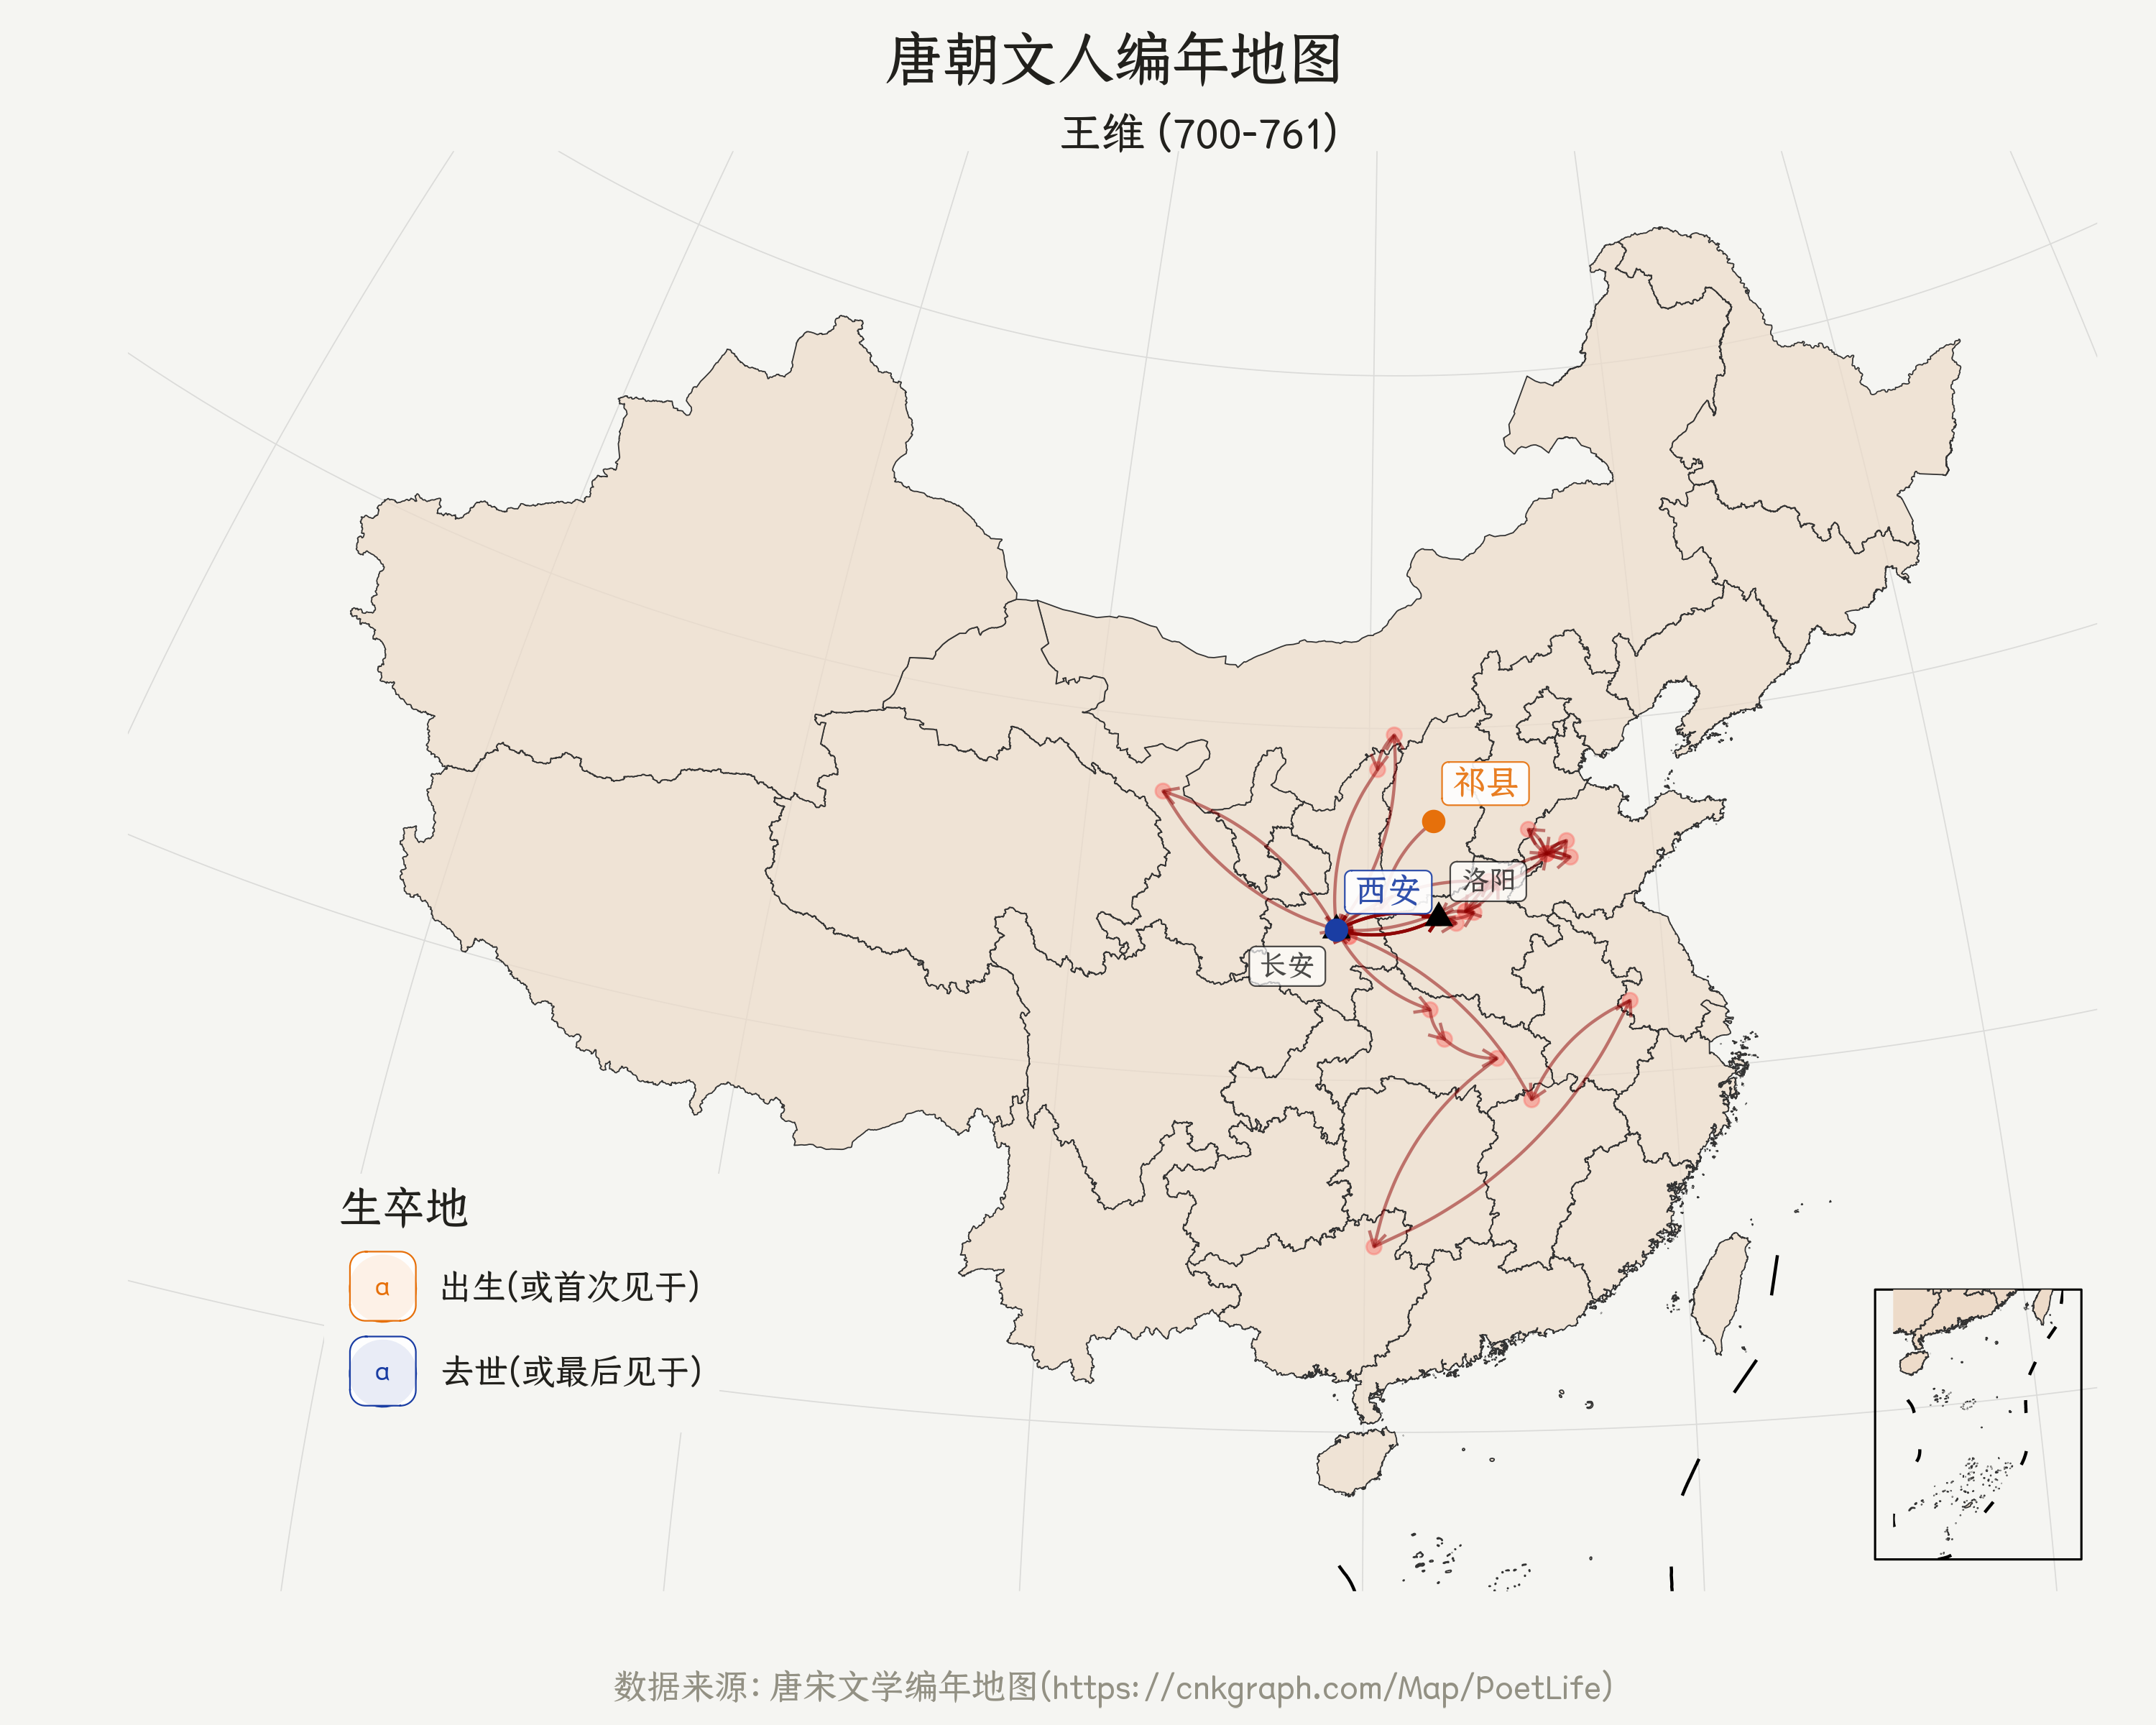 唐朝文人编年地图
王维 (700-761)
祁县
西安
洛阳
长安
生卒地
a 出生(或首次见于)
a 去世(或最后见于)
数据来源: 唐宋文学编年地图(https://cnkgraph.com/Map/PoetLife)